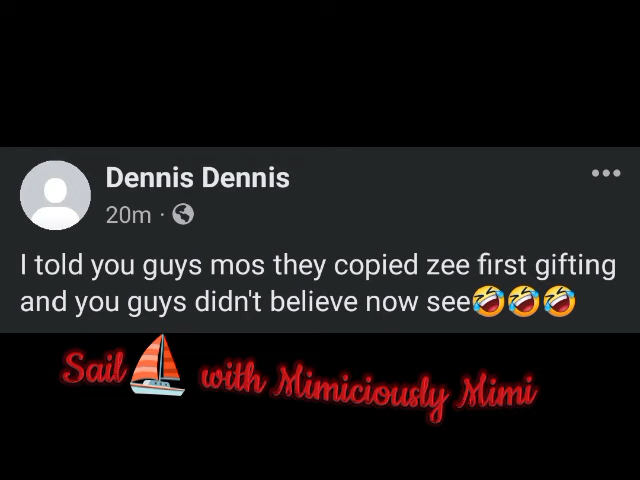 Dennis Dennis
20m ·
I told you guys mos they copied zee first gifting
and you guys didn't believe now see🤣🤣🤣
Sail⛵ with Mimiciously Mimi